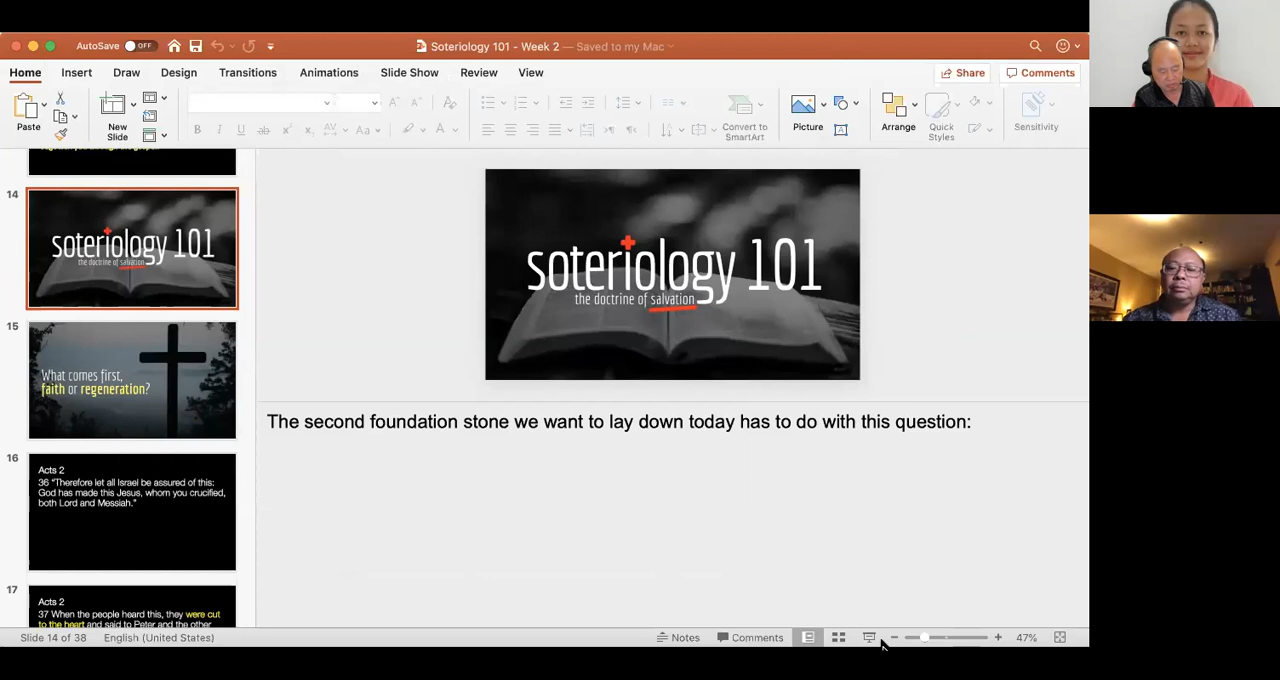 AutoSave OFF
Soteriology 101 - Week 2 — Saved to my Mac
Home Insert Draw Design Transitions Animations Slide Show Review View
Share Comments
Paste New Slide Convert to SmartArt Picture Arrange Quick Styles Sensitivity
14
soteriology 101
the doctrine of salvation
15
What comes first,
faith or regeneration?
16
Acts 2
36 “Therefore let all Israel be assured of this:
God has made this Jesus, whom you crucified,
both Lord and Messiah.”
17
Acts 2
37 When the people heard this, they were cut
to the heart and said to Peter and the other
soteriology 101
the doctrine of salvation
The second foundation stone we want to lay down today has to do with this question:
Slide 14 of 38 English (United States) Notes Comments 47%